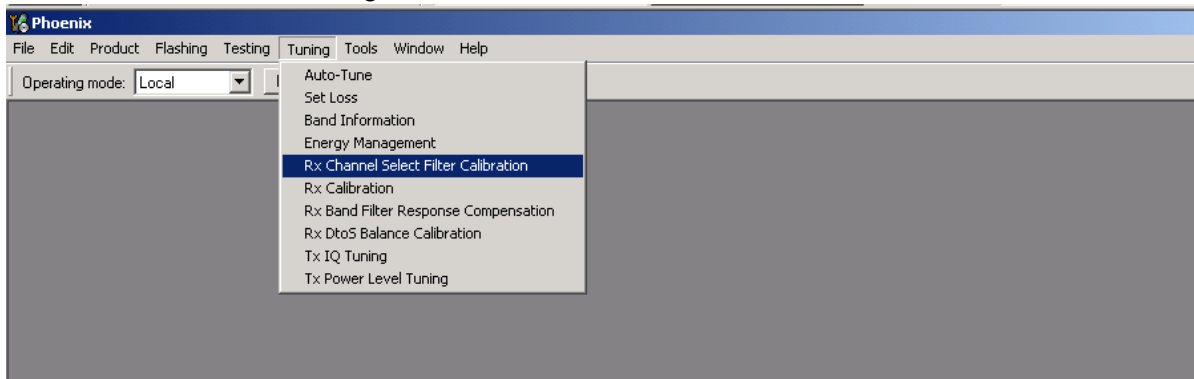 Phoenix
File Edit Product Flashing Testing Tuning Tools Window Help
Operating mode: Local
Auto-Tune
Set Loss
Band Information
Energy Management
Rx Channel Select Filter Calibration
Rx Calibration
Rx Band Filter Response Compensation
Rx DtoS Balance Calibration
Tx IQ Tuning
Tx Power Level Tuning